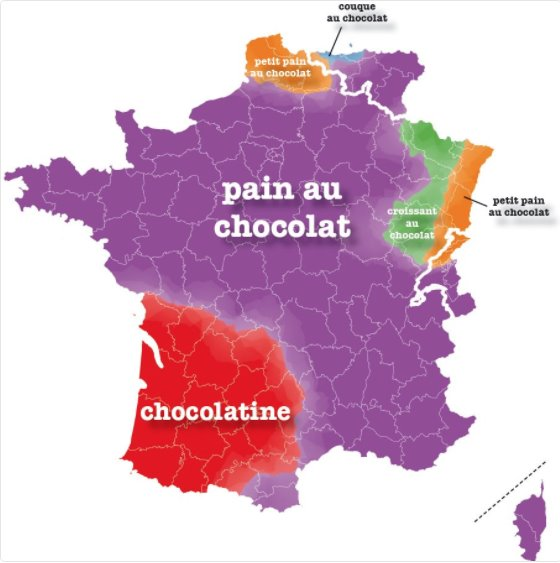 couque
au chocolat
petit pain
au chocolat
pain au
chocolat
croissant
au
chocolat
petit pain
au chocolat
chocolatine